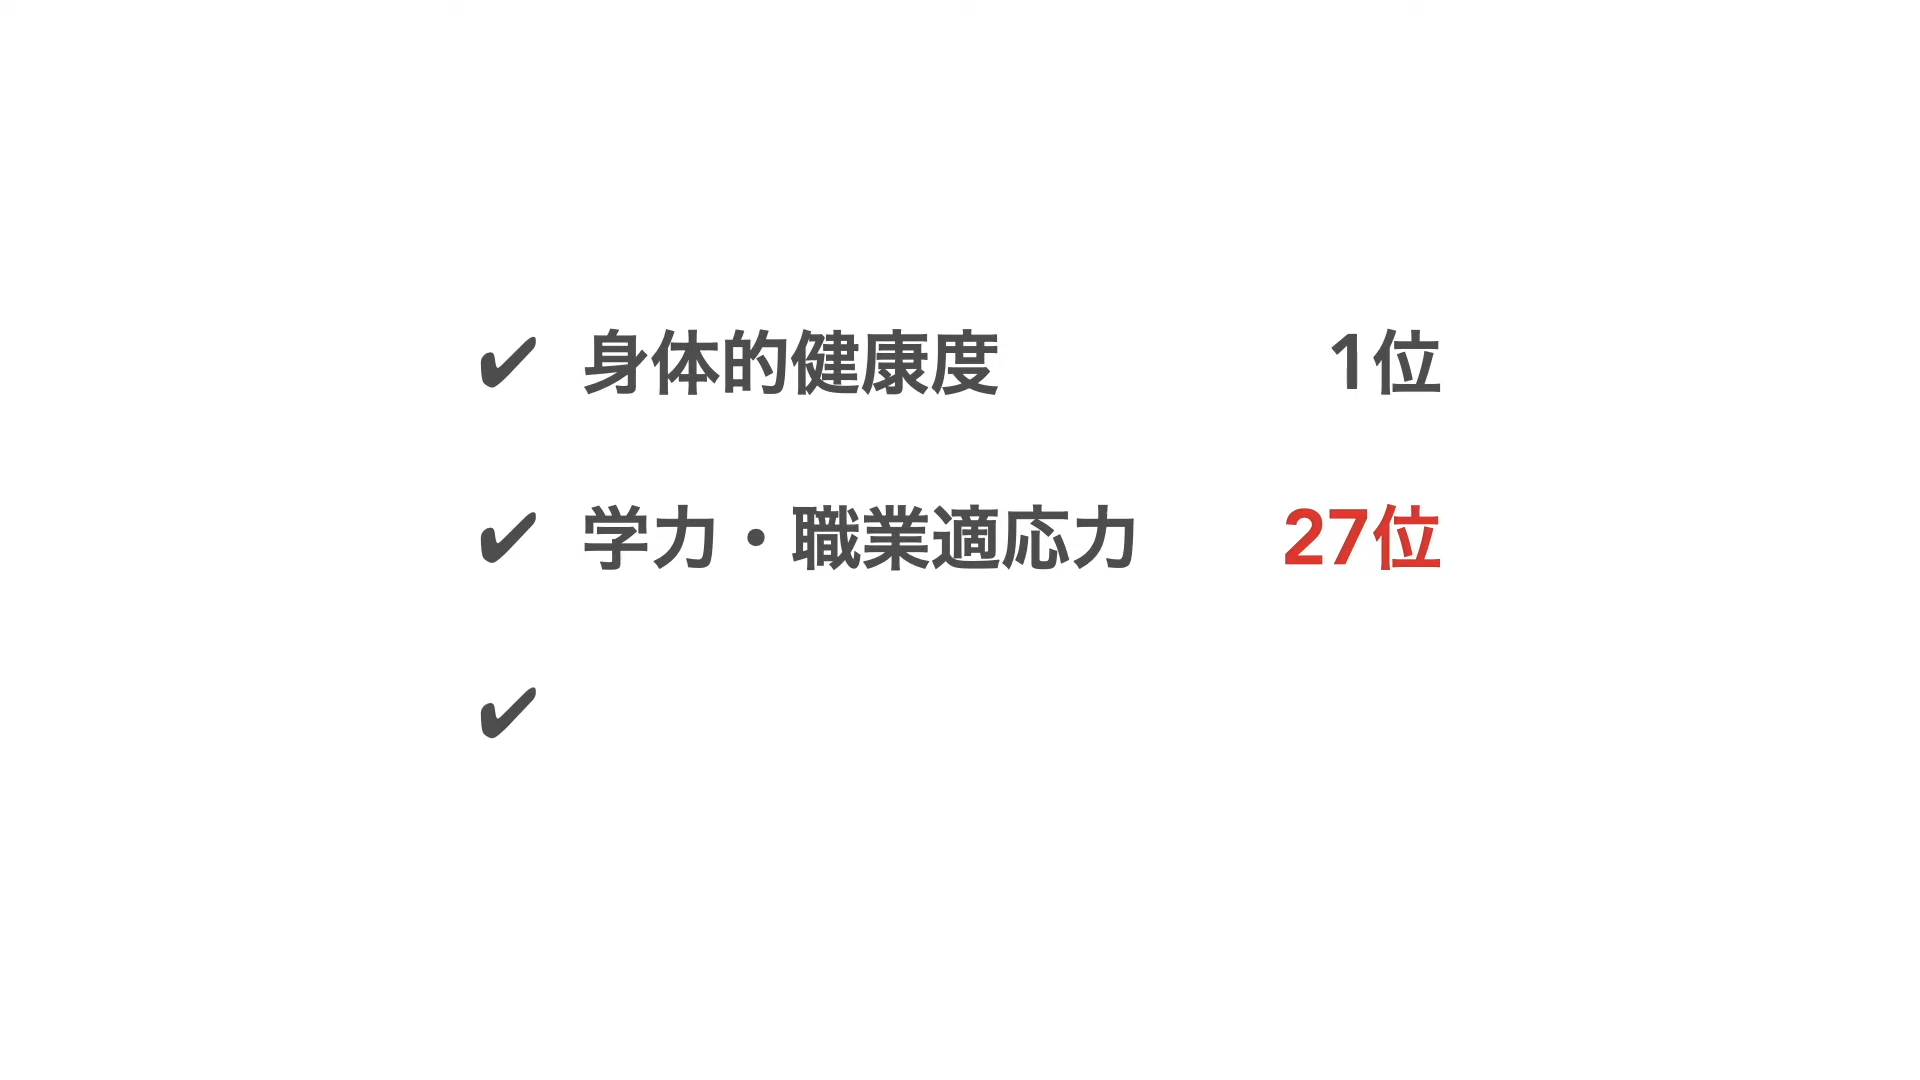 ✔ 身体的健康度 1位
✔ 学力・職業適応力 27位
✔